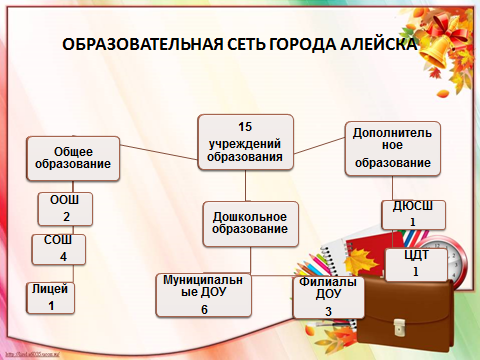 ОБРАЗОВАТЕЛЬНАЯ СЕТЬ ГОРОДА АЛЕЙСКА
15
учреждений
образования
Общее
образование
ООШ
2
СОШ
4
Лицей
1
Дошкольное
образование
Муниципальн
ые ДОУ
6
Филиалы
ДОУ
3
Дополнитель
ное
образование
ДЮСШ
1
ЦДТ
1